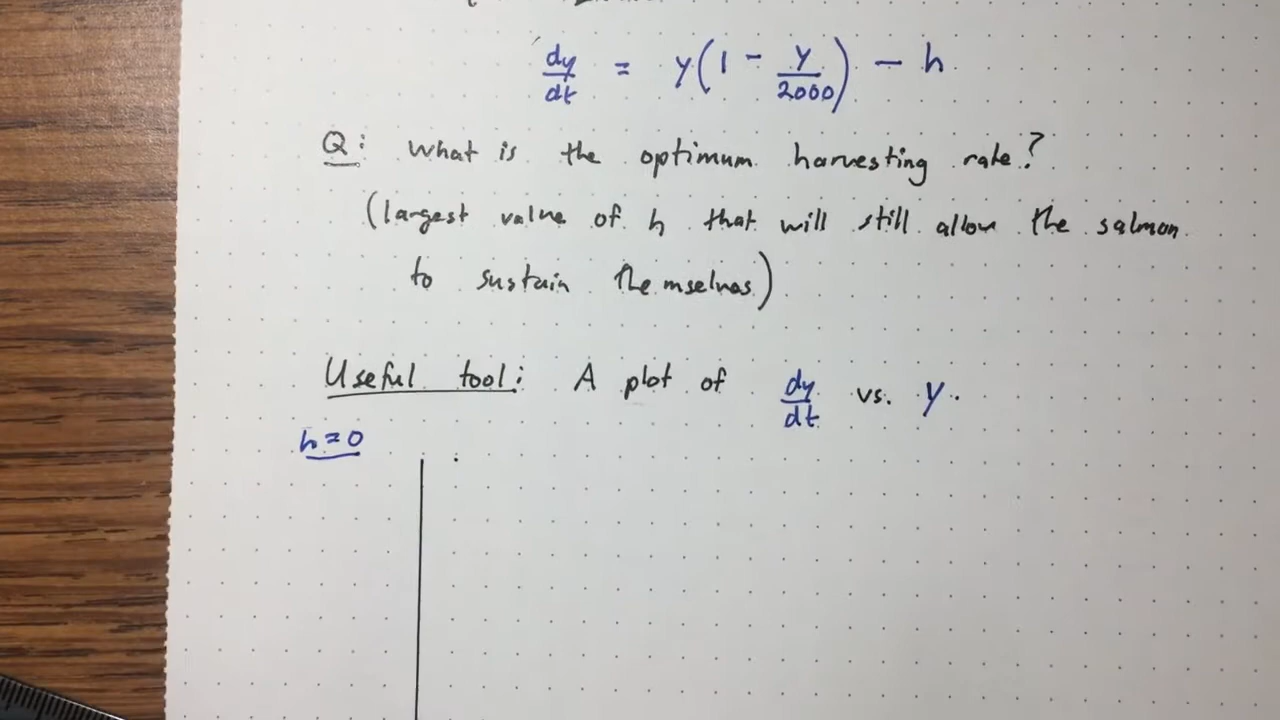 dy/dt = y(1 - y/2000) - h
Q: What is the optimum harvesting rate?
(largest value of h that will still allow the salmon
to sustain themselves)
Useful tool: A plot of dy/dt vs. y.
h=0